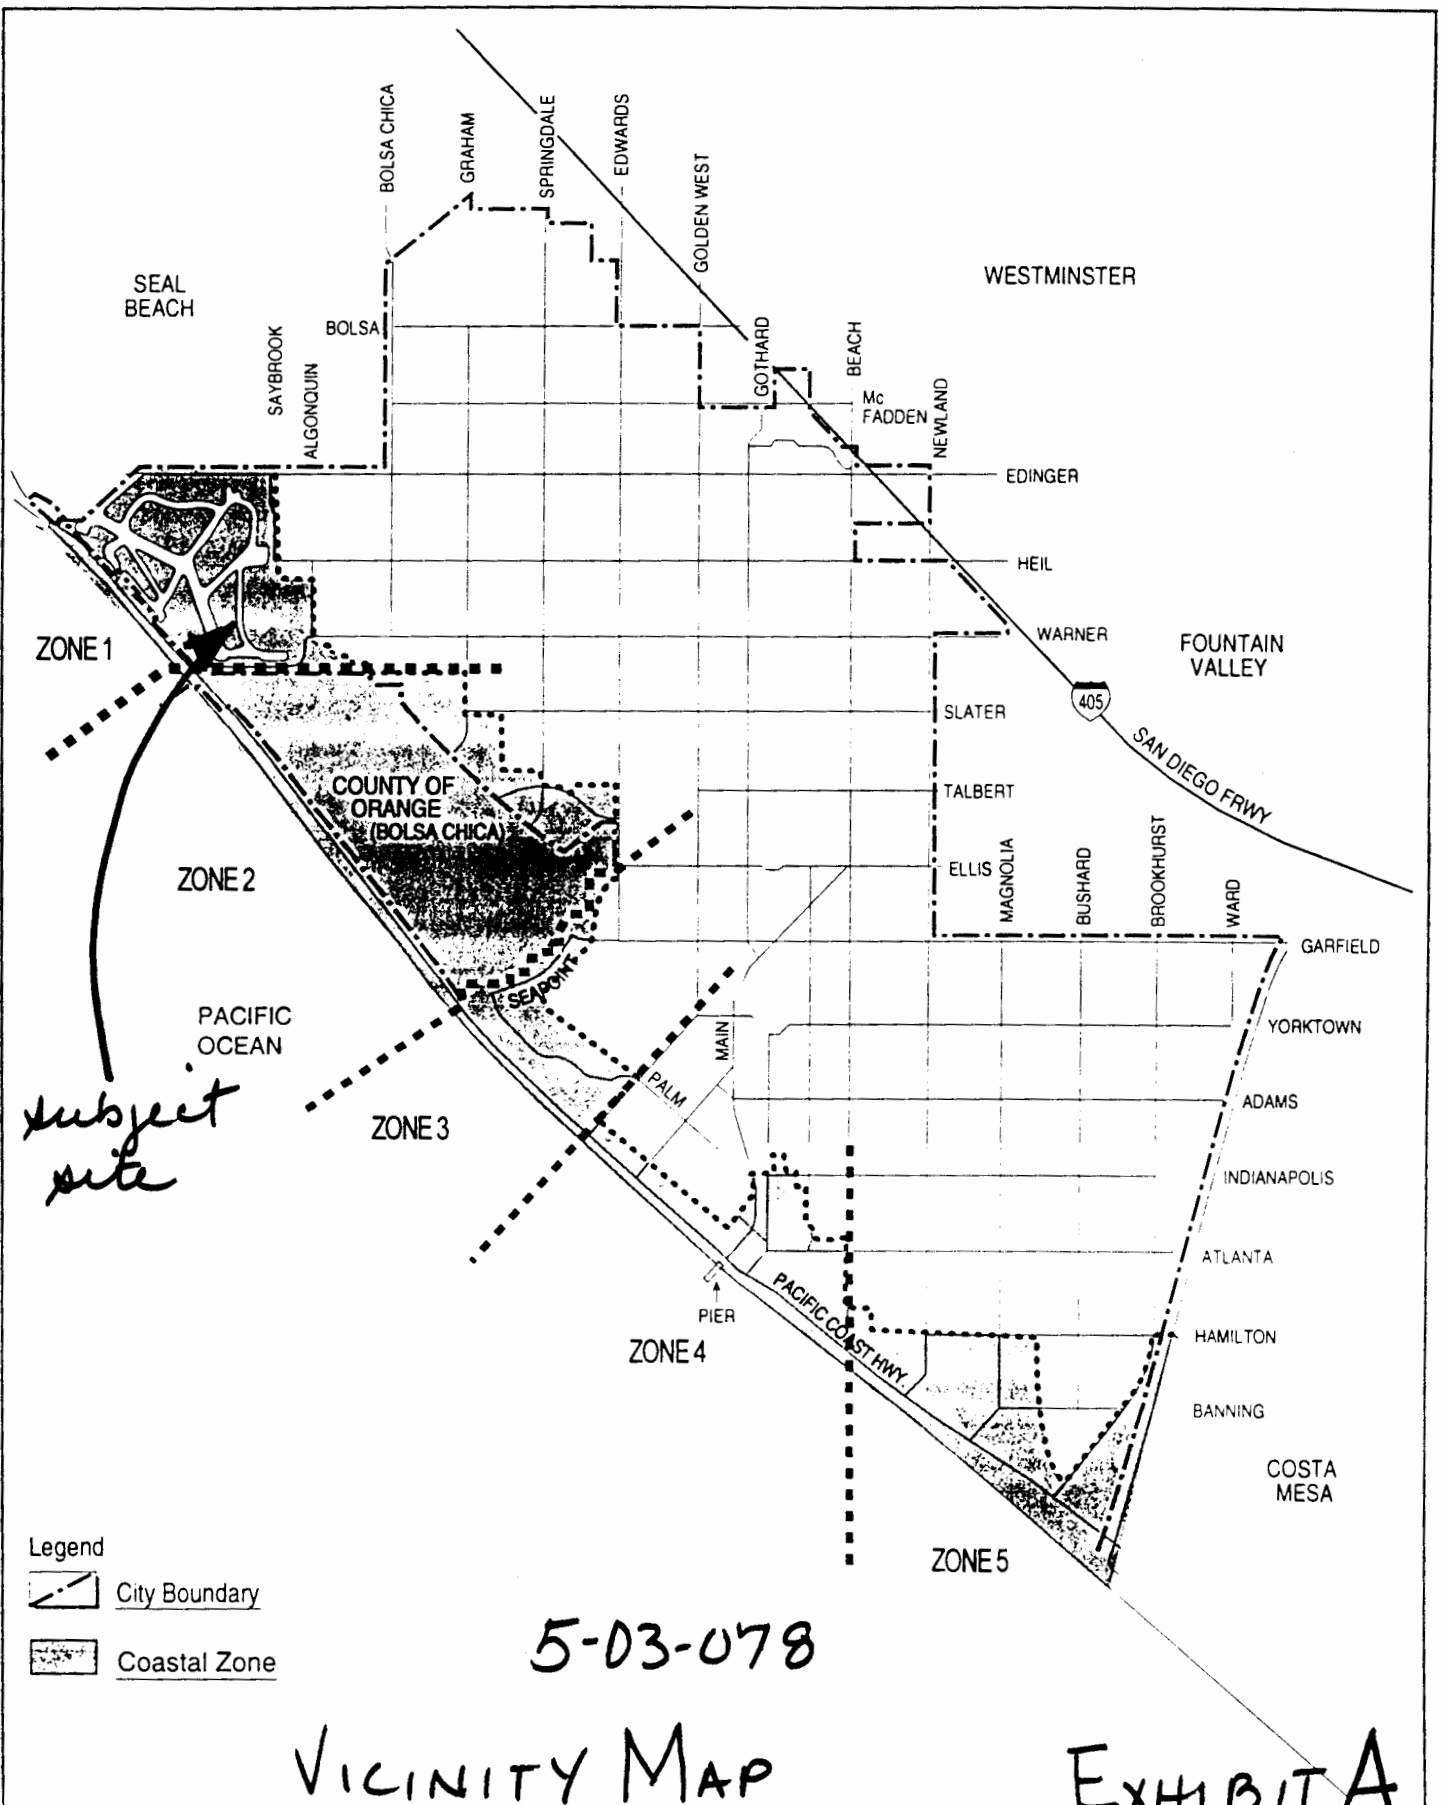 BOLSA CHICA
GRAHAM
SPRINGDALE
EDWARDS
GOLDEN WEST
WESTMINSTER
SEAL
BEACH
SAYBROOK
ALGONQUIN
BOLSA
GOTHARD
BEACH
Mc
FADDEN
NEWLAND
EDINGER
HEIL
ZONE 1
WARNER
FOUNTAIN
VALLEY
405
SLATER
SAN DIEGO FRWY
COUNTY OF
ORANGE
(BOLSA CHICA)
TALBERT
ZONE 2
ELLIS
MAGNOLIA
BUSHARD
BROOKHURST
WARD
GARFIELD
SEAPOINT
PACIFIC
OCEAN
MAIN
YORKTOWN
PALM
ADAMS
subject
site
ZONE 3
INDIANAPOLIS
ATLANTA
PACIFIC COAST HWY.
PIER
ZONE 4
HAMILTON
BANNING
COSTA
MESA
ZONE 5
Legend
City Boundary
Coastal Zone
5-03-078
VICINITY MAP
EXHIBIT A